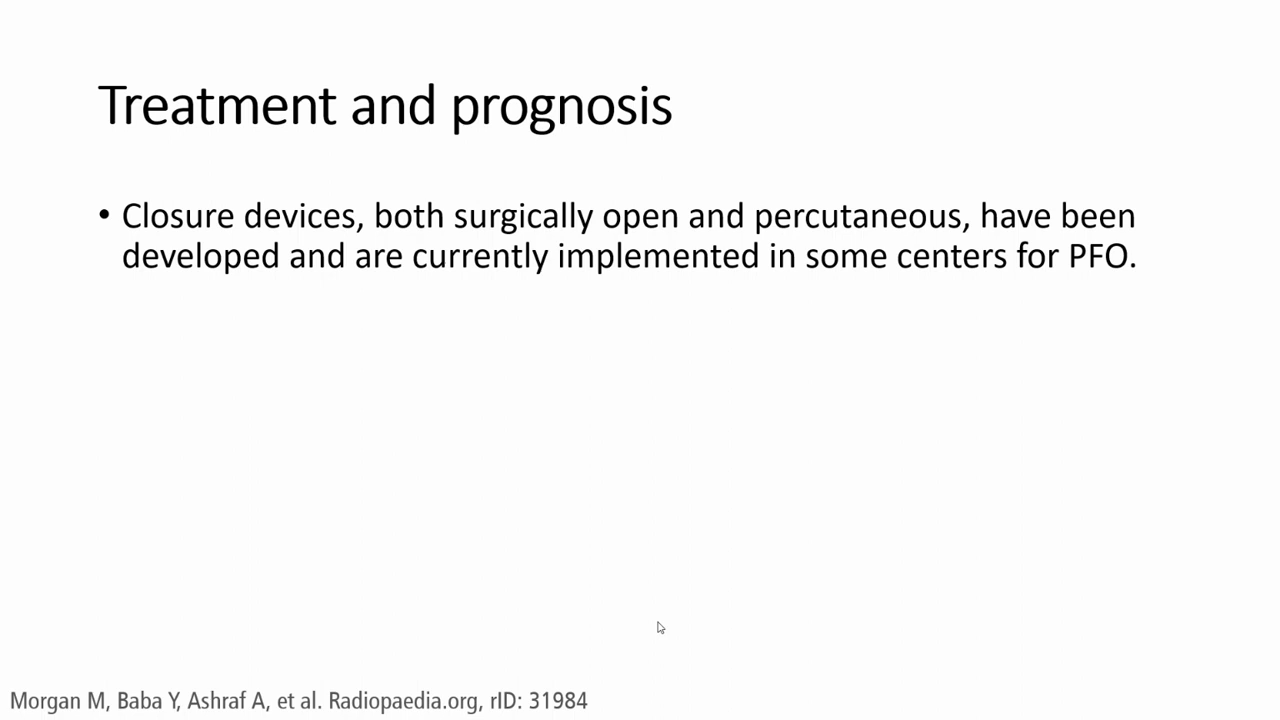 Treatment and prognosis
• Closure devices, both surgically open and percutaneous, have been
developed and are currently implemented in some centers for PFO.
Morgan M, Baba Y, Ashraf A, et al. Radiopaedia.org, rID: 31984